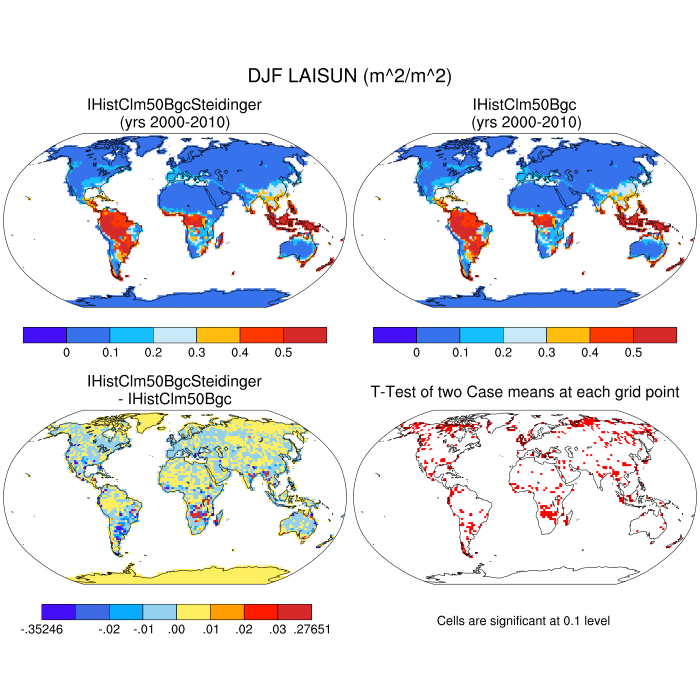 DJF LAISUN (m^2/m^2)
IHistClm50BgcSteidinger
(yrs 2000-2010)
IHistClm50Bgc
(yrs 2000-2010)
0 0.1 0.2 0.3 0.4 0.5
0 0.1 0.2 0.3 0.4 0.5
IHistClm50BgcSteidinger
- IHistClm50Bgc
T-Test of two Case means at each grid point
-.35246 -.02 -.01 .00 .01 .02 .03 .27651
Cells are significant at 0.1 level